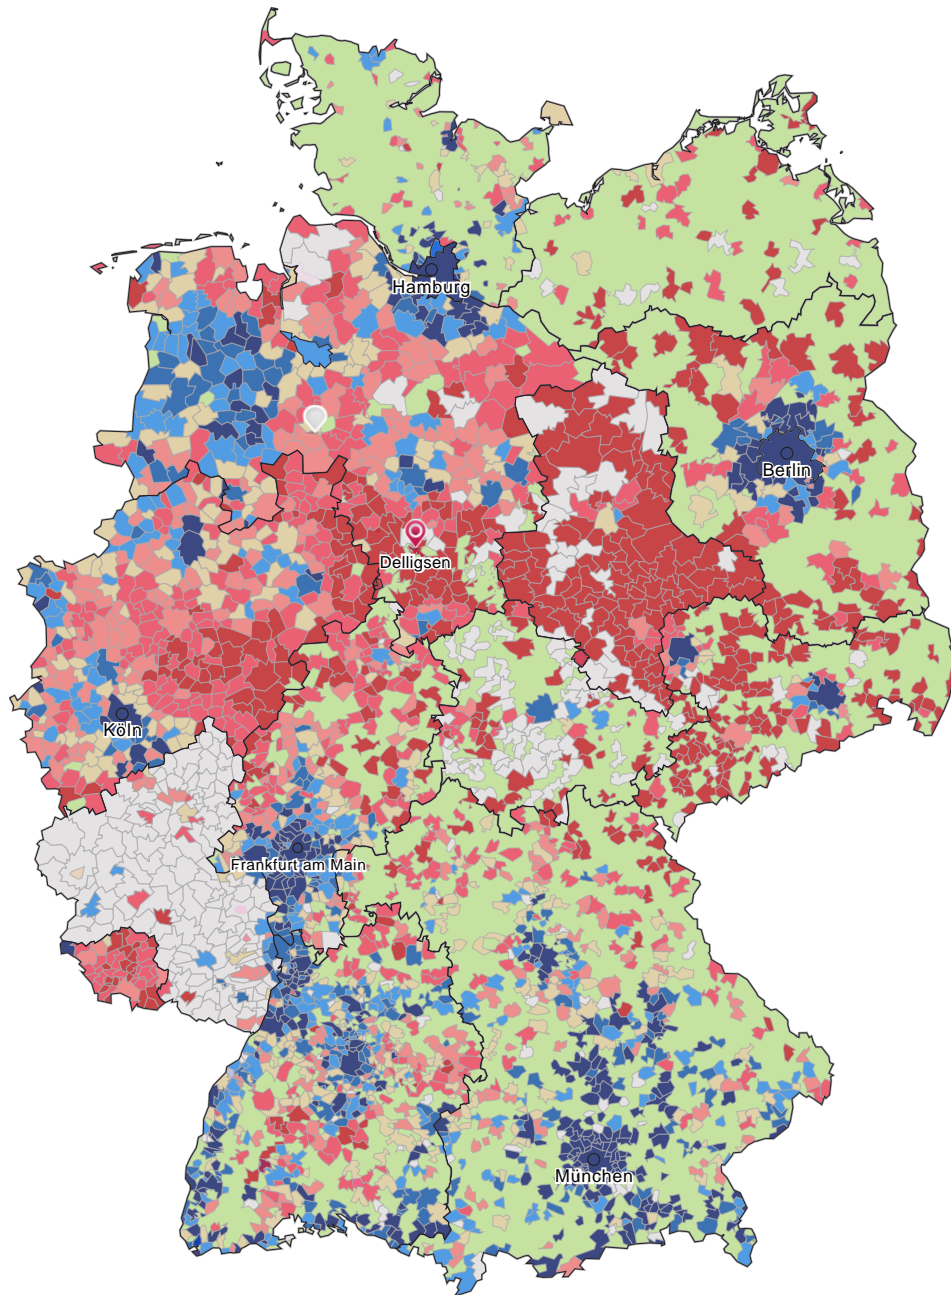 Hamburg
Berlin
Delligsen
Köln
Frankfurt am Main
München